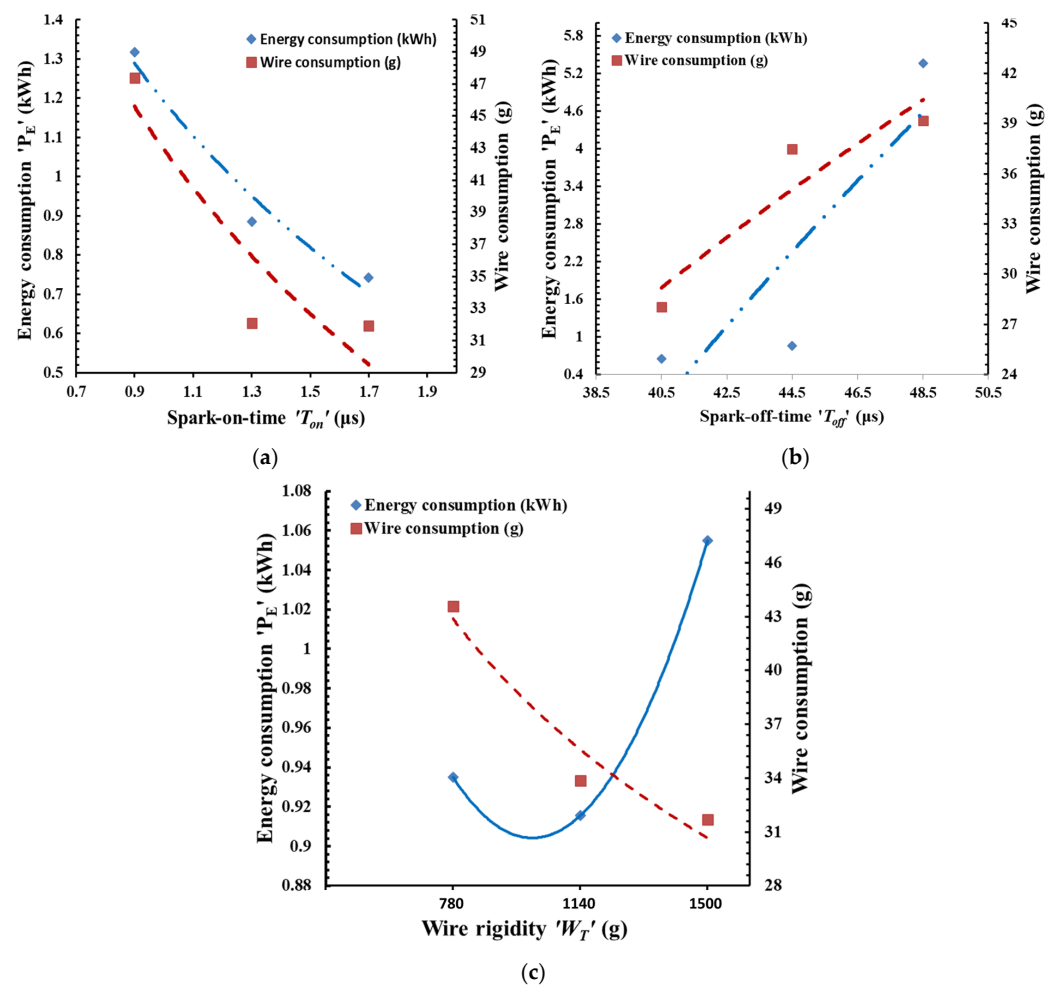 Energy consumption 'P_E' (kWh)
1.4
1.3
1.2
1.1
1
0.9
0.8
0.7
0.6
0.5
Energy consumption (kWh)
Wire consumption (g)
51
49
47
45
43
41
39
37
35
33
31
29
Wire consumption (g)
0.7 0.9 1.1 1.3 1.5 1.7 1.9
Spark-on-time 'T_on' (µs)
(a)
Energy consumption 'P_E' (kWh)
5.8
5.2
4.6
4
3.4
2.8
2.2
1.6
1
0.4
Energy consumption (kWh)
Wire consumption (g)
45
42
39
36
33
30
27
24
Wire consumption (g)
38.5 40.5 42.5 44.5 46.5 48.5 50.5
Spark-off-time 'T_off' (µs)
(b)
Energy consumption 'P_E' (kWh)
1.08
1.06
1.04
1.02
1
0.98
0.96
0.94
0.92
0.9
0.88
Energy consumption (kWh)
Wire consumption (g)
49
46
43
40
37
34
31
28
Wire consumption (g)
780 1140 1500
Wire rigidity 'W_T' (g)
(c)